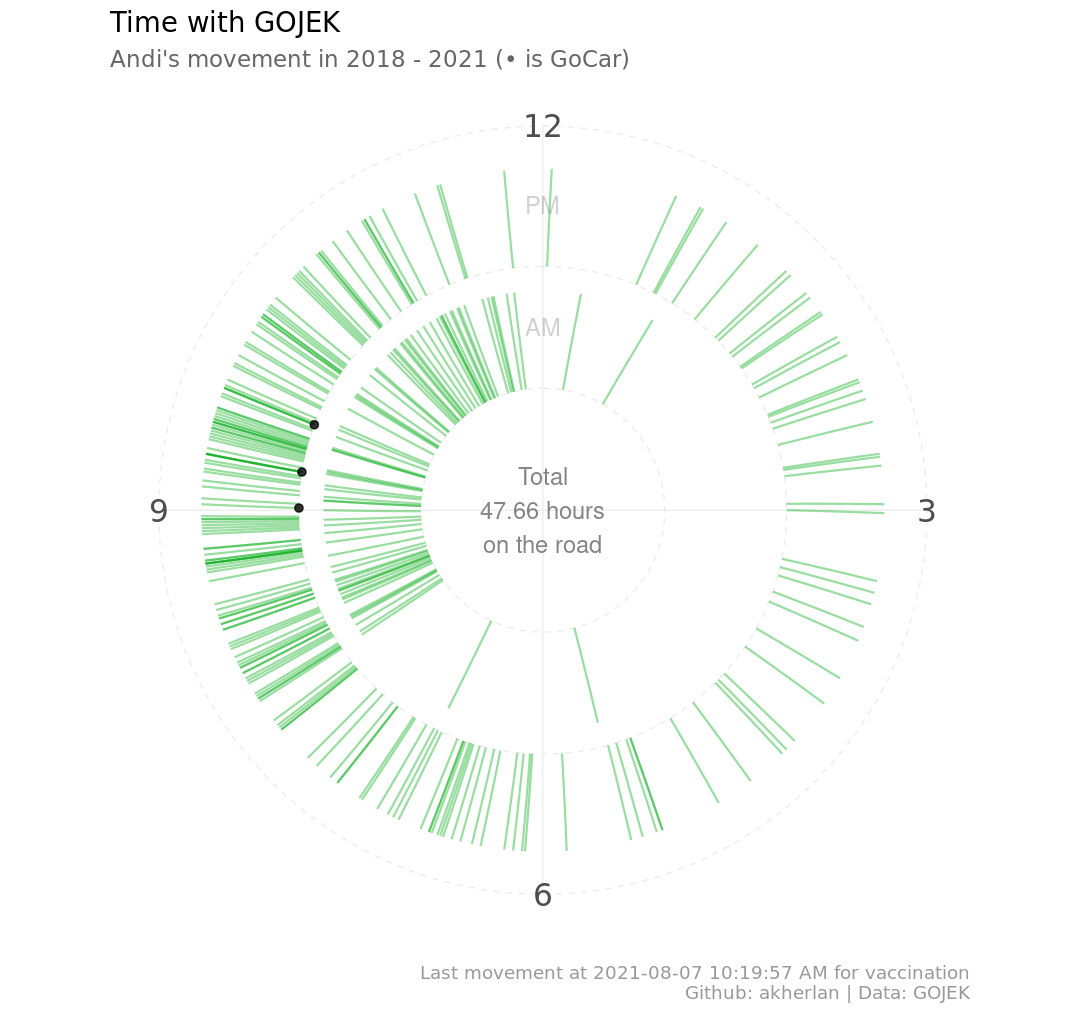 Time with GOJEK
Andi's movement in 2018 - 2021 (• is GoCar)
12
PM
AM
Total
47.66 hours
on the road
9
3
6
Last movement at 2021-08-07 10:19:57 AM for vaccination
Github: akherlan | Data: GOJEK